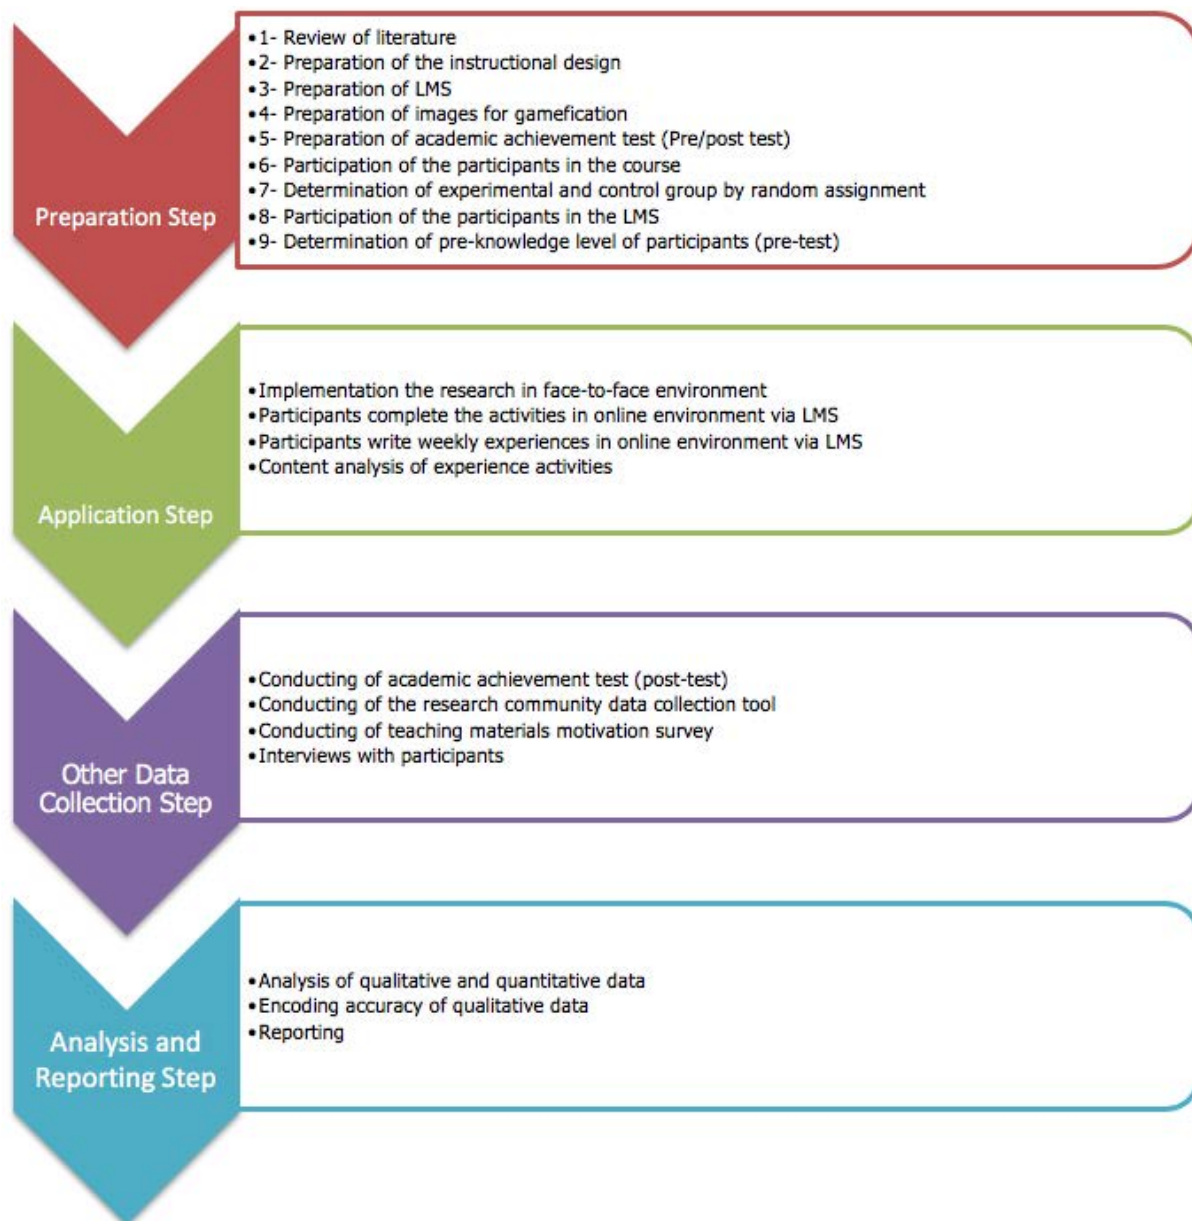 Preparation Step
•1- Review of literature
•2- Preparation of the instructional design
•3- Preparation of LMS
•4- Preparation of images for gamefication
•5- Preparation of academic achievement test (Pre/post test)
•6- Participation of the participants in the course
•7- Determination of experimental and control group by random assignment
•8- Participation of the participants in the LMS
•9- Determination of pre-knowledge level of participants (pre-test)
Application Step
•Implementation the research in face-to-face environment
•Participants complete the activities in online environment via LMS
•Participants write weekly experiences in online environment via LMS
•Content analysis of experience activities
Other Data
Collection Step
•Conducting of academic achievement test (post-test)
•Conducting of the research community data collection tool
•Conducting of teaching materials motivation survey
•Interviews with participants
Analysis and
Reporting Step
•Analysis of qualitative and quantitative data
•Encoding accuracy of qualitative data
•Reporting